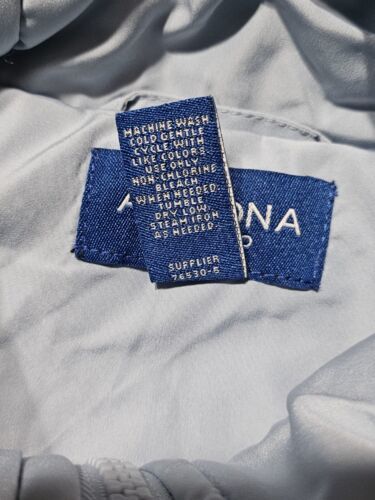 MACHINE WASH
COLD GENTLE
CYCLE WITH
LIKE COLORS.
USE ONLY
NON-CHLORINE
BLEACH
WHEN NEEDED.
TUMBLE
DRY LOW.
STEAM IRON
AS NEEDED.
SUPPLIER
76530-5